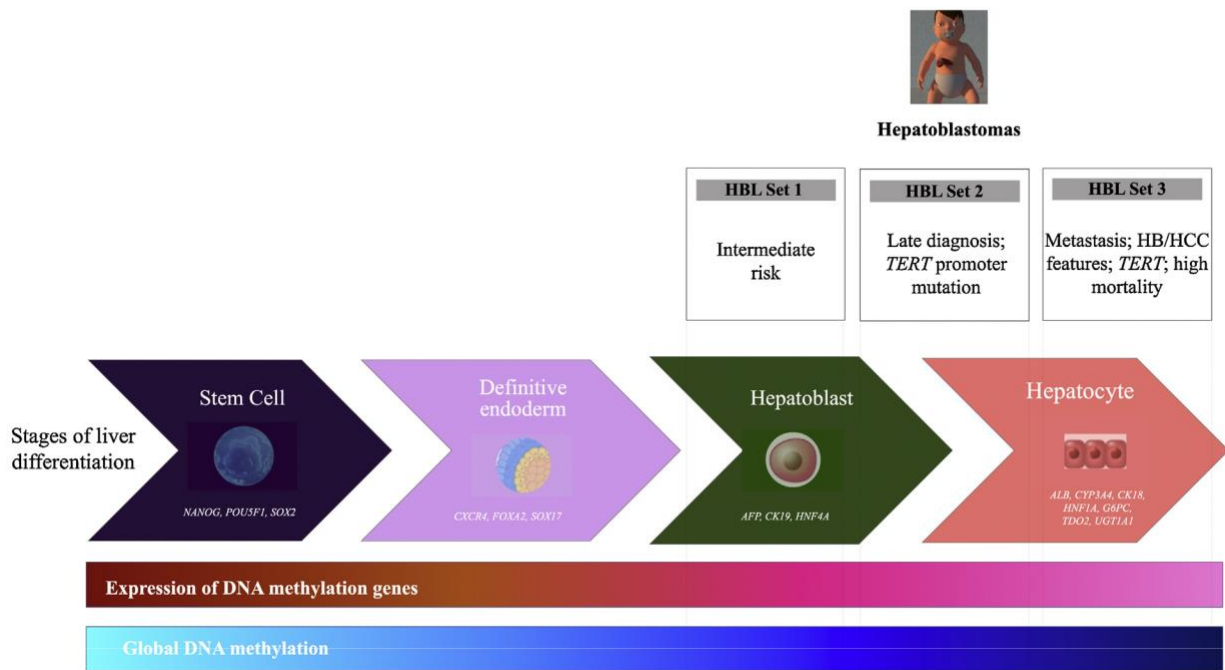 Hepatoblastomas
HBL Set 1
Intermediate
risk
HBL Set 2
Late diagnosis;
TERT promoter
mutation
HBL Set 3
Metastasis; HB/HCC
features; TERT; high
mortality
Stages of liver
differentiation
Stem Cell
NANOG, POU5F1, SOX2
Definitive
endoderm
CXCR4, FOXA2, SOX17
Hepatoblast
AFP, CK19, HNF4A
Hepatocyte
ALB, CYP3A4, CK18,
HNF1A, G6PC,
TDO2, UGT1A1
Expression of DNA methylation genes
Global DNA methylation